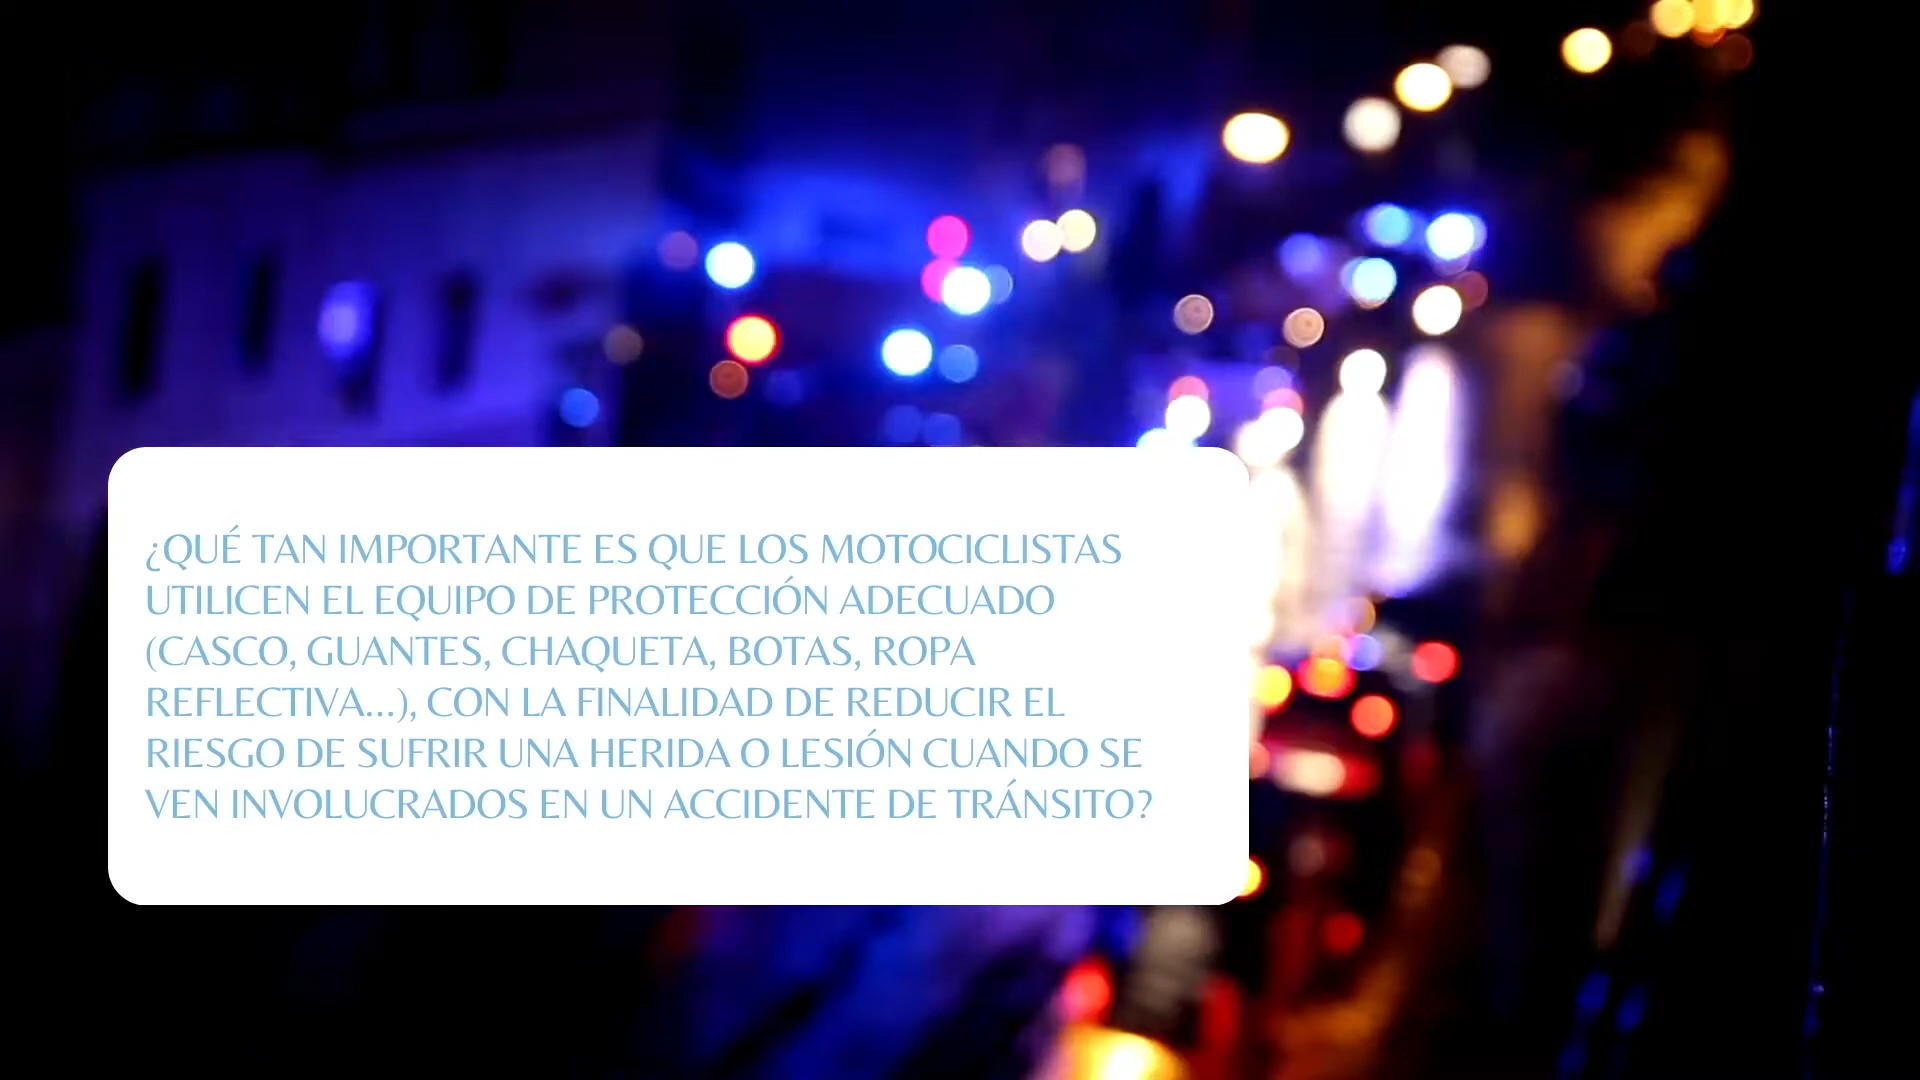 ¿QUÉ TAN IMPORTANTE ES QUE LOS MOTOCICLISTAS
UTILICEN EL EQUIPO DE PROTECCIÓN ADECUADO
(CASCO, GUANTES, CHAQUETA, BOTAS, ROPA
REFLECTIVA...), CON LA FINALIDAD DE REDUCIR EL
RIESGO DE SUFRIR UNA HERIDA O LESIÓN CUANDO SE
VEN INVOLUCRADOS EN UN ACCIDENTE DE TRÁNSITO?